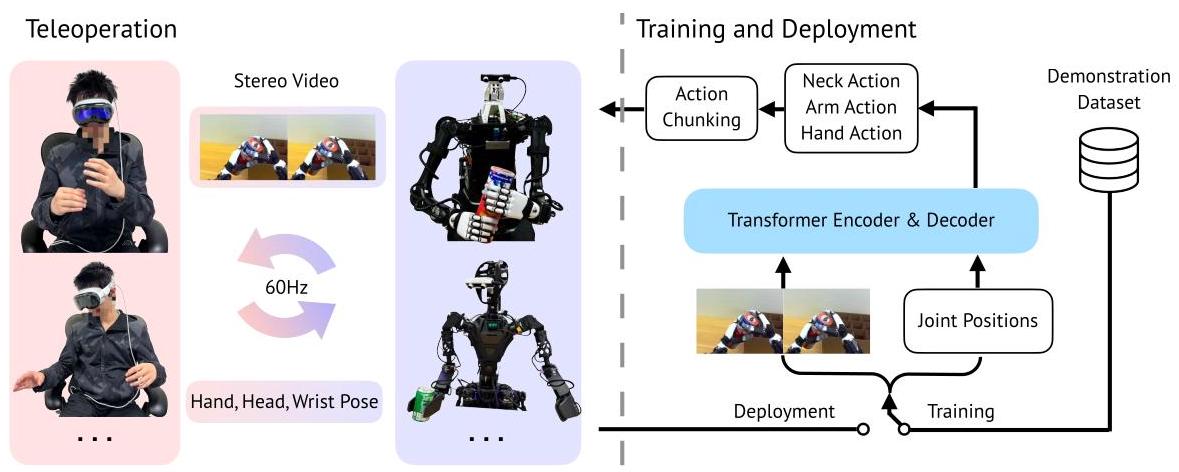 Teleoperation
Stereo Video
60Hz
Hand, Head, Wrist Pose
...
...
Training and Deployment
Action
Chunking
Neck Action
Arm Action
Hand Action
Demonstration
Dataset
Transformer Encoder & Decoder
Joint Positions
Deployment
Training